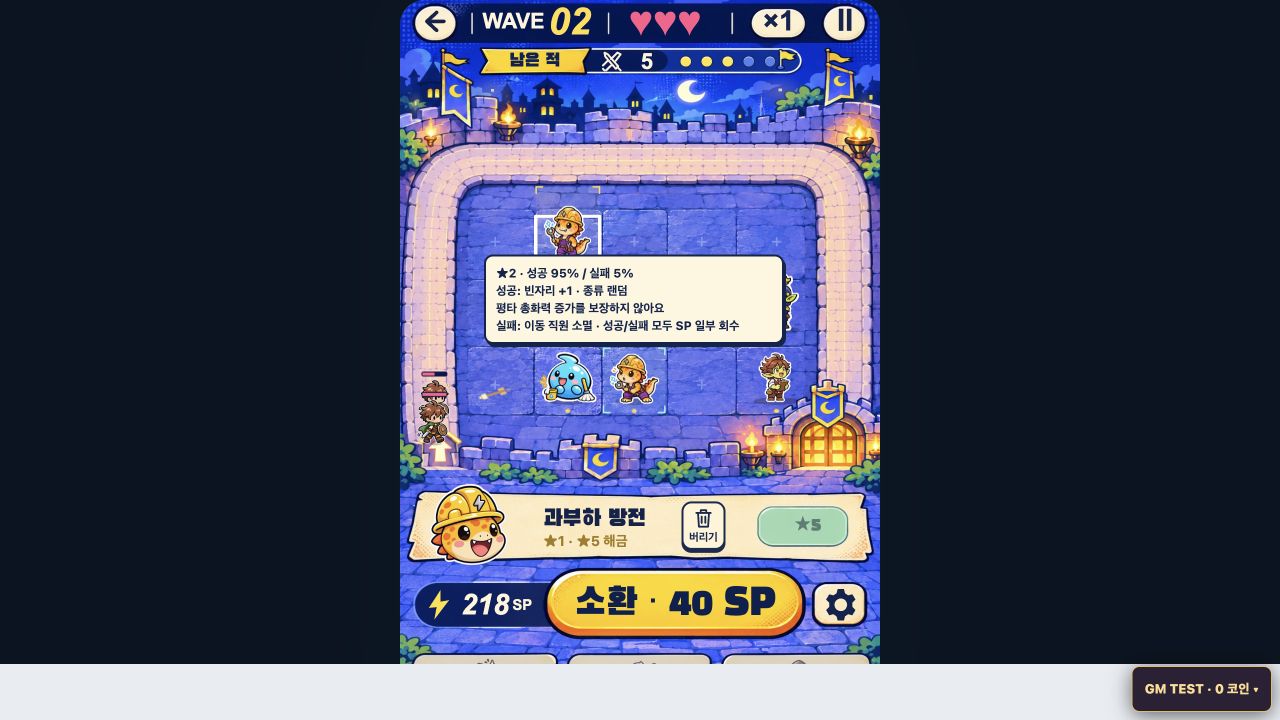 WAVE 02
×1
남은 적
5
★2 · 성공 95% / 실패 5%
성공: 빈자리 +1 · 종류 랜덤
평타 총화력 증가를 보장하지 않아요
실패: 이동 직원 소멸 · 성공/실패 모두 SP 일부 회수
과부하 방전
★1 · ★5 해금
버리기
★5
218 SP
소환 · 40 SP
GM TEST · 0 코인 ▾